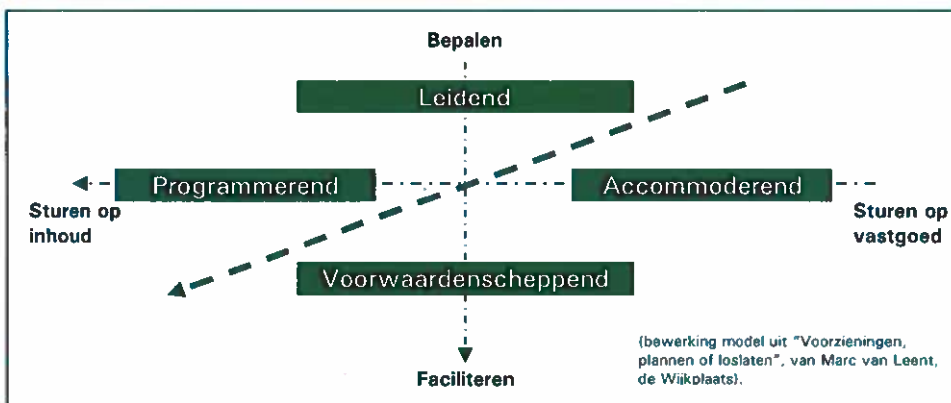 Bepalen
Leidend
Programmerend
Accommoderend
Sturen op
inhoud
Sturen op
vastgoed
Voorwaardenscheppend
(bewerking model uit "Voorzieningen,
plannen of loslaten", van Marc van Leent,
de Wijkplaats).
Faciliteren